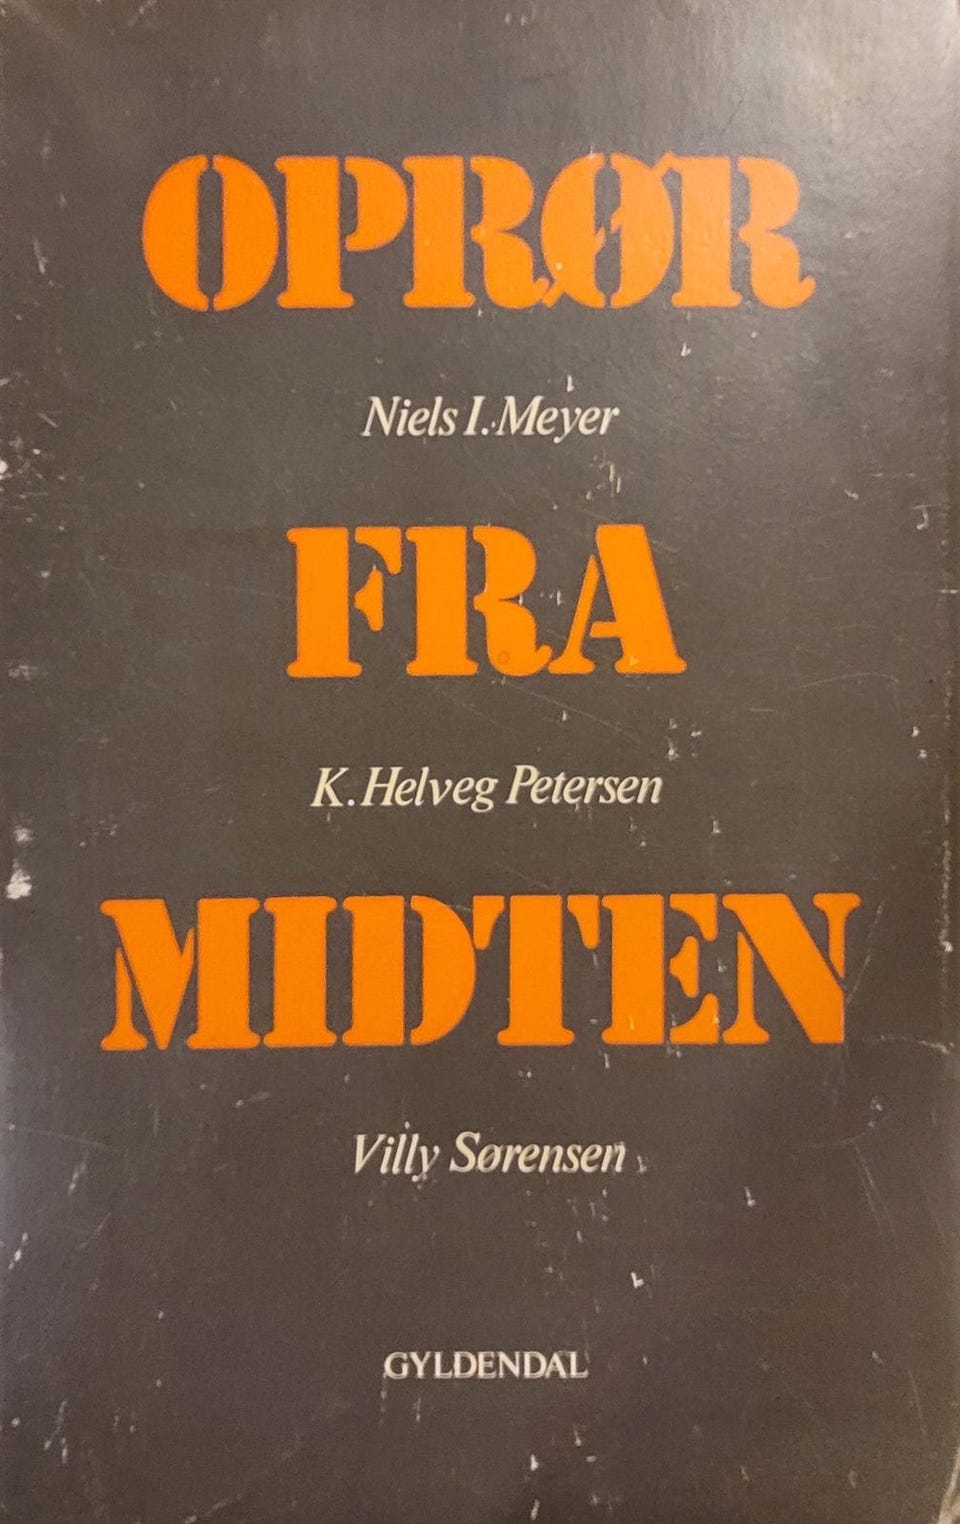 OPRØR
Niels I. Meyer
FRA
K. Helveg Petersen
MIDTEN
Villy Sørensen
GYLDENDAL